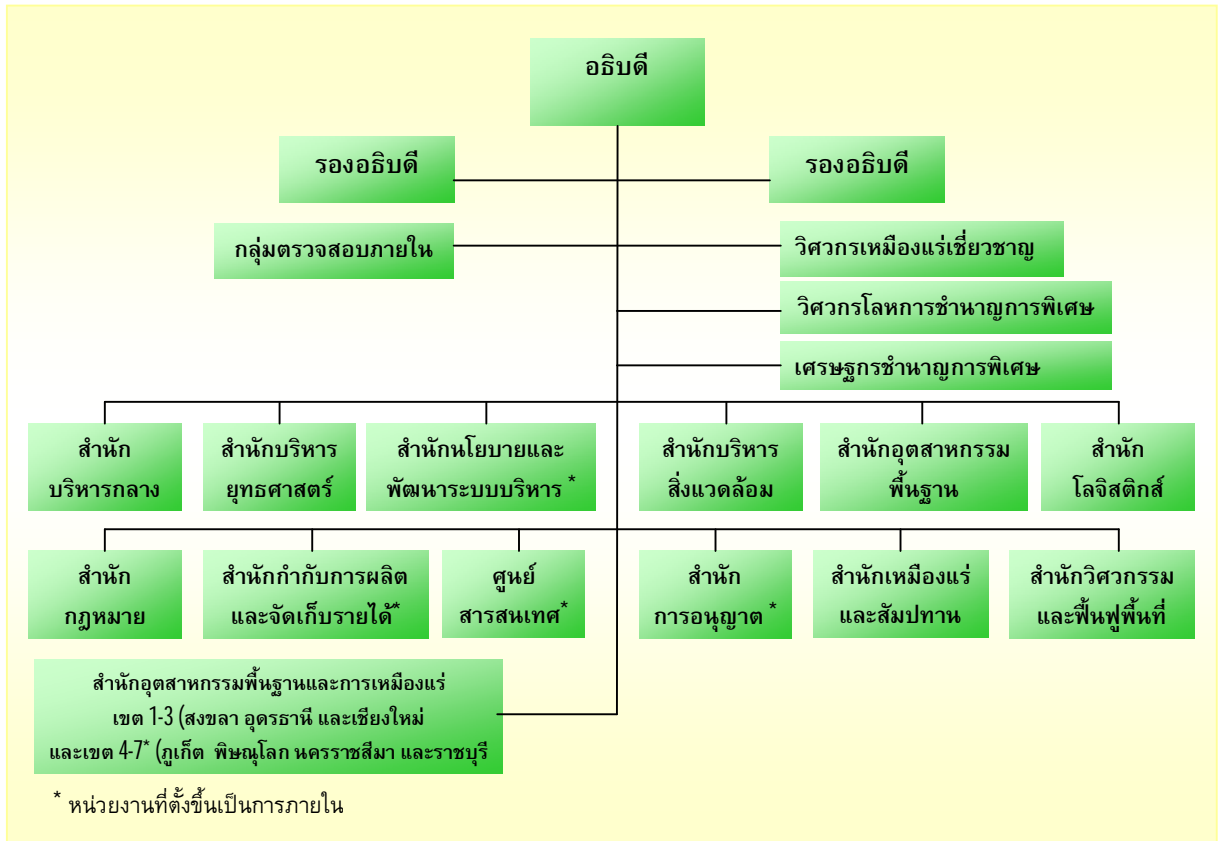 อธิบดี
รองอธิบดี
รองอธิบดี
กลุ่มตรวจสอบภายใน
วิศวกรเหมืองแร่เชี่ยวชาญ
วิศวกรโลหการชำนาญการพิเศษ
เศรษฐกรชำนาญการพิเศษ
สำนัก
บริหารกลาง
สำนักบริหาร
ยุทธศาสตร์
สำนักนโยบายและ
พัฒนาระบบบริหาร *
สำนักบริหาร
สิ่งแวดล้อม
สำนักอุตสาหกรรม
พื้นฐาน
สำนัก
โลจิสติกส์
สำนัก
กฎหมาย
สำนักกำกับการผลิต
และจัดเก็บรายได้*
ศูนย์
สารสนเทศ*
สำนัก
การอนุญาต *
สำนักเหมืองแร่
และสัมปทาน
สำนักวิศวกรรม
และฟื้นฟูพื้นที่
สำนักอุตสาหกรรมพื้นฐานและการเหมืองแร่
เขต 1-3 (สงขลา อุดรธานี และเชียงใหม่
และเขต 4-7* (ภูเก็ต พิษณุโลก นครราชสีมา และราชบุรี
* หน่วยงานที่ตั้งขึ้นเป็นการภายใน